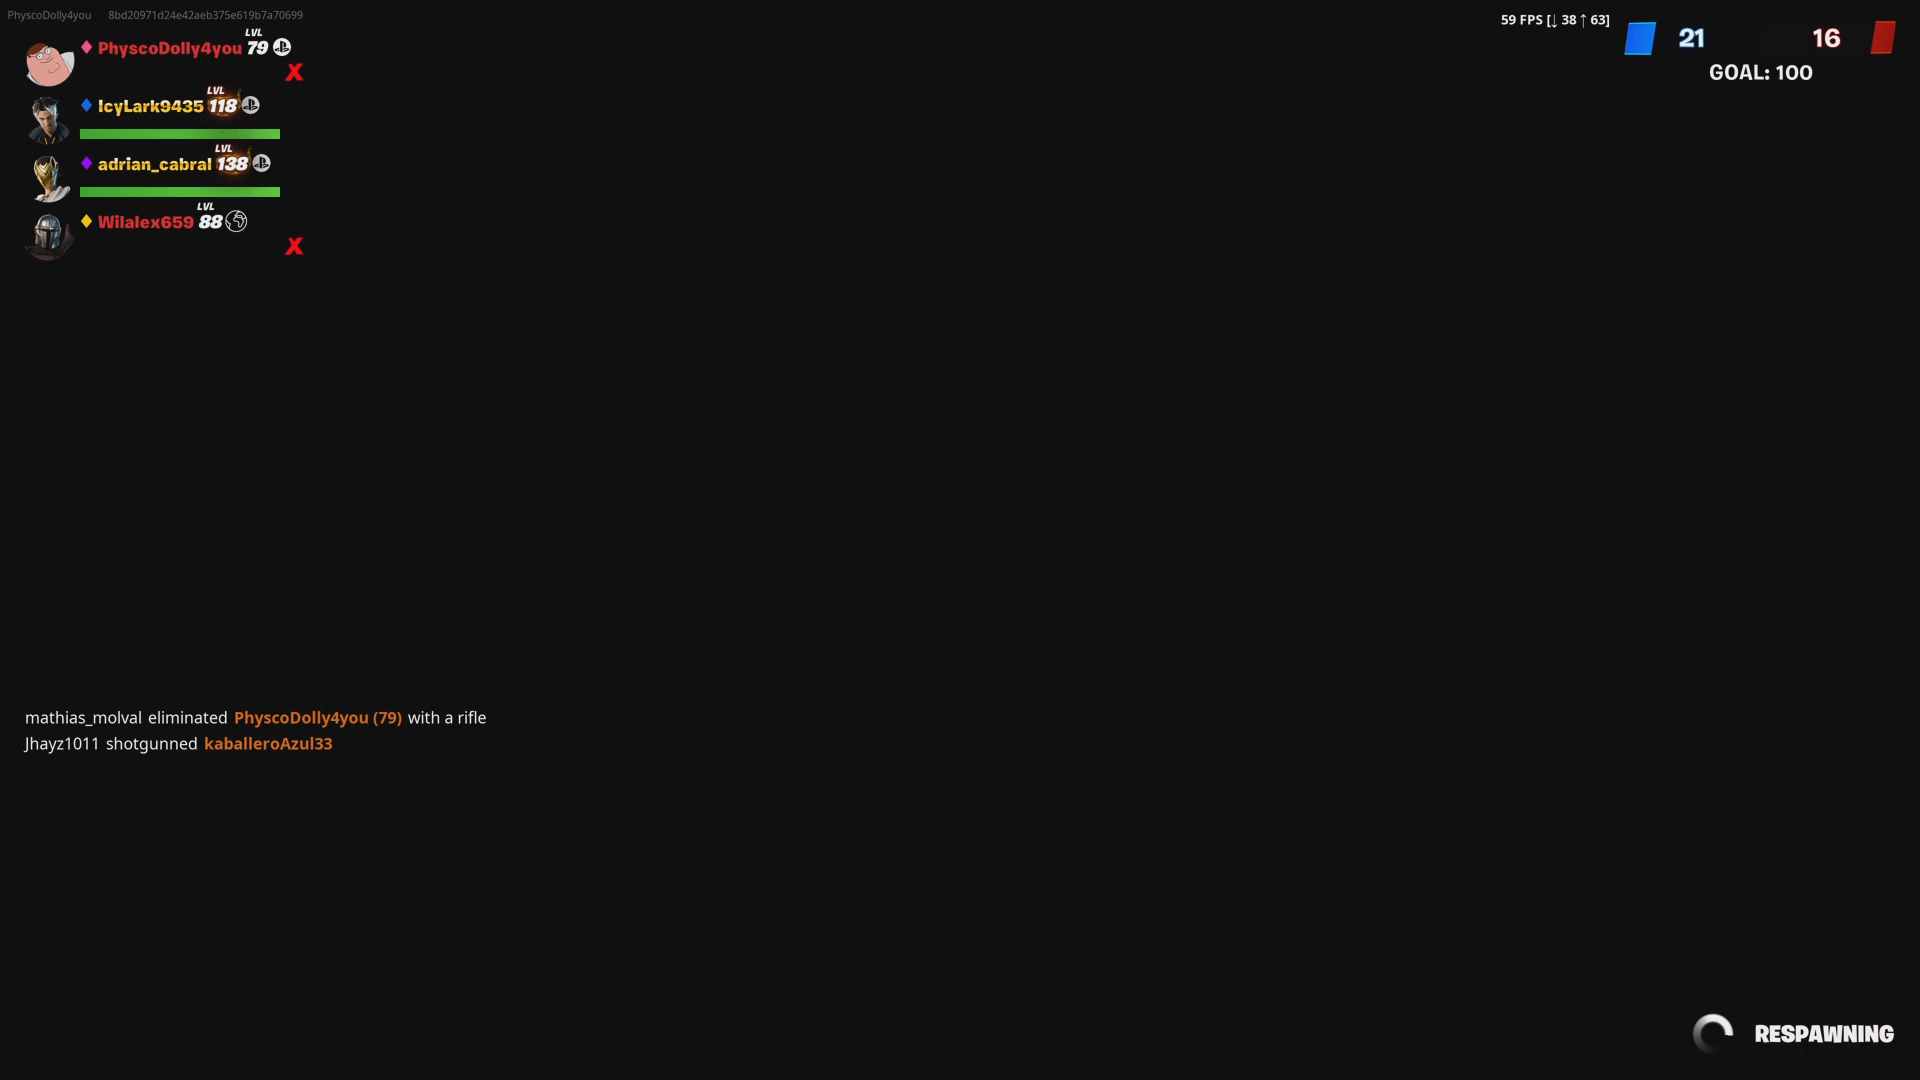 PhyscoDolly4you 8bd20971d24e42aeb375e619b7a70699
PhyscoDolly4you LVL 79
X
IcyLark9435 LVL 118
adrian_cabral LVL 138
Wilalex659 LVL 88
X
59 FPS [↓ 38 ↑ 63]
21 16
GOAL: 100
mathias_molval eliminated PhyscoDolly4you (79) with a rifle
Jhayz1011 shotgunned kaballeroAzul33
RESPAWNING